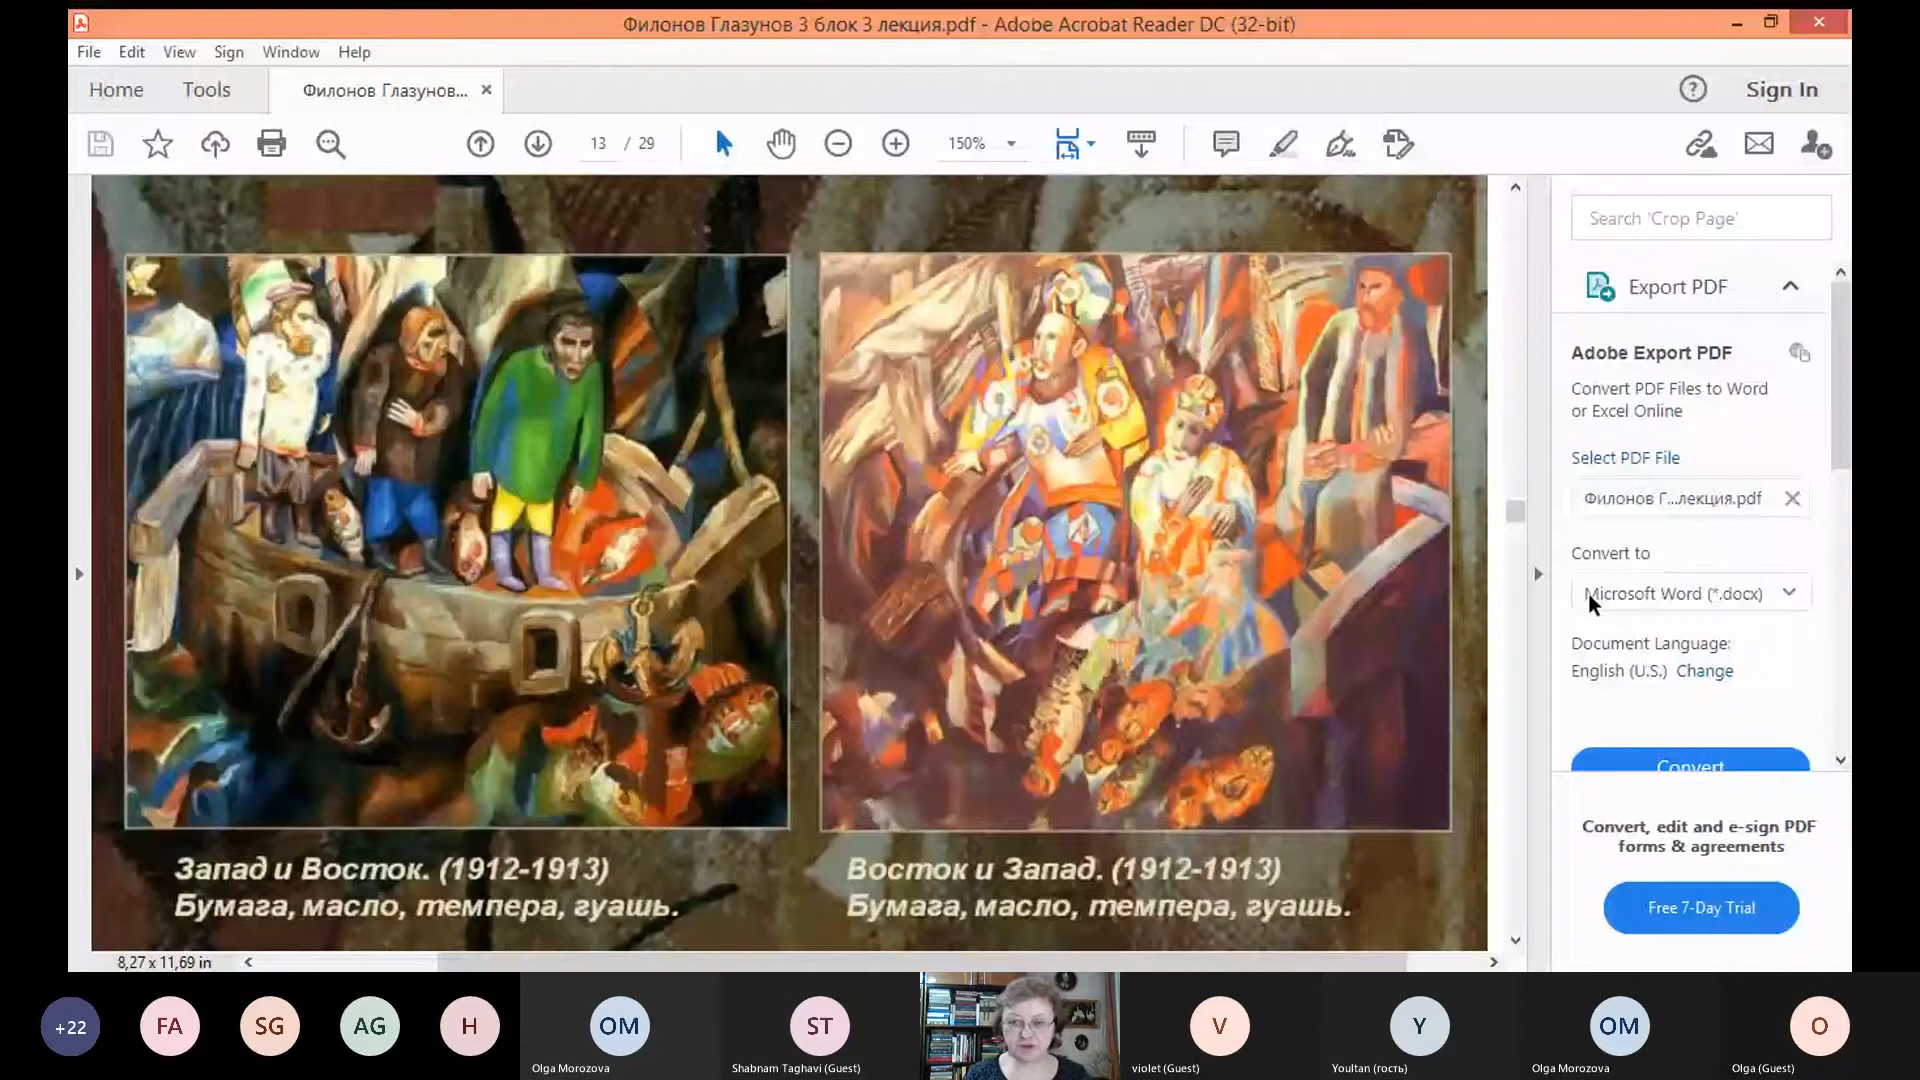 Филонов Глазунов 3 блок 3 лекция.pdf - Adobe Acrobat Reader DC (32-bit)
File Edit View Sign Window Help
Home Tools Филонов Глазунов... Sign In
13 / 29 150%
Search 'Crop Page'
Export PDF
Adobe Export PDF
Convert PDF Files to Word
or Excel Online
Select PDF File
Филонов Г...лекция.pdf
Convert to
Microsoft Word (*.docx)
Document Language:
English (U.S.) Change
Convert
Convert, edit and e-sign PDF
forms & agreements
Free 7-Day Trial
Запад и Восток. (1912-1913)
Бумага, масло, темпера, гуашь.
Восток и Запад. (1912-1913)
Бумага, масло, темпера, гуашь.
8,27 x 11,69 in
+22 FA SG AG H OM ST V Y OM O
Olga Morozova Shabnam Taghavi (Guest) violet (Guest) Youltan (гость) Olga Morozova Olga (Guest)